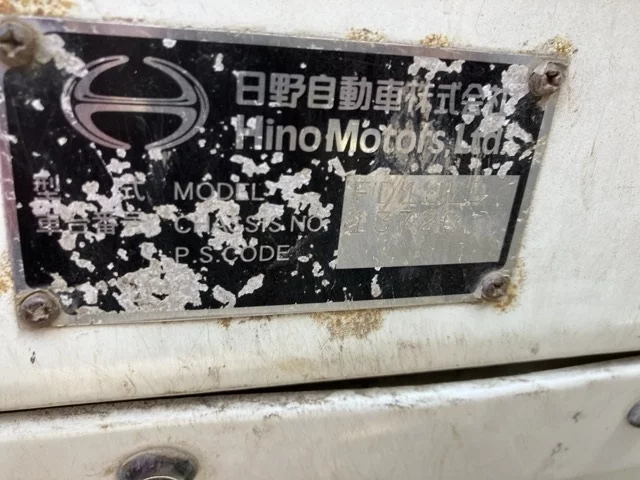 日野自動車株式会社
Hino Motors, Ltd.
型 式 MODEL
車台番号 CHASSIS NO.
P.S.CODE